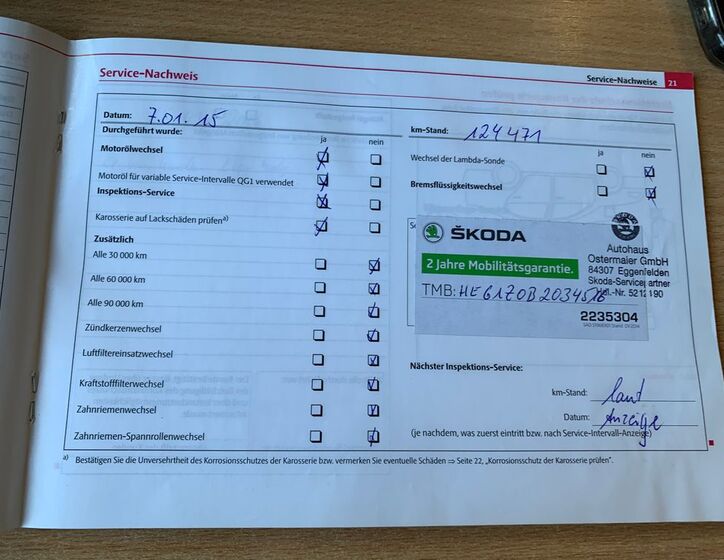 Service-Nachweis
Service-Nachweise 21
Datum: 7.01.15
km-Stand: 124471
Durchgeführt wurde: ja nein
ja nein
Motorölwechsel
Wechsel der Lambda-Sonde
Motoröl für variable Service-Intervalle QG1 verwendet
Bremsflüssigkeitswechsel
Inspektions-Service
Karosserie auf Lackschäden prüfen a)
Zusätzlich
Alle 30 000 km
Alle 60 000 km
Alle 90 000 km
Zündkerzenwechsel
Luftfiltereinsatzwechsel
Kraftstofffilterwechsel
Zahnriemenwechsel
Zahnriemen-Spannrollenwechsel
ŠKODA
2 Jahre Mobilitätsgarantie.
TMB: HE61Z0B2034516
2235304
Autohaus
Ostermaier GmbH
84307 Eggenfelden
Skoda-Servicepartner
Nächster Inspektions-Service:
km-Stand: laut
Datum: Anzeige
(je nachdem, was zuerst eintritt bzw. nach Service-Intervall-Anzeige)
a) Bestätigen Sie die Unversehrtheit des Korrosionsschutzes der Karosserie bzw. vermerken Sie eventuelle Schäden ⇒ Seite 22, „Korrosionsschutz der Karosserie prüfen".